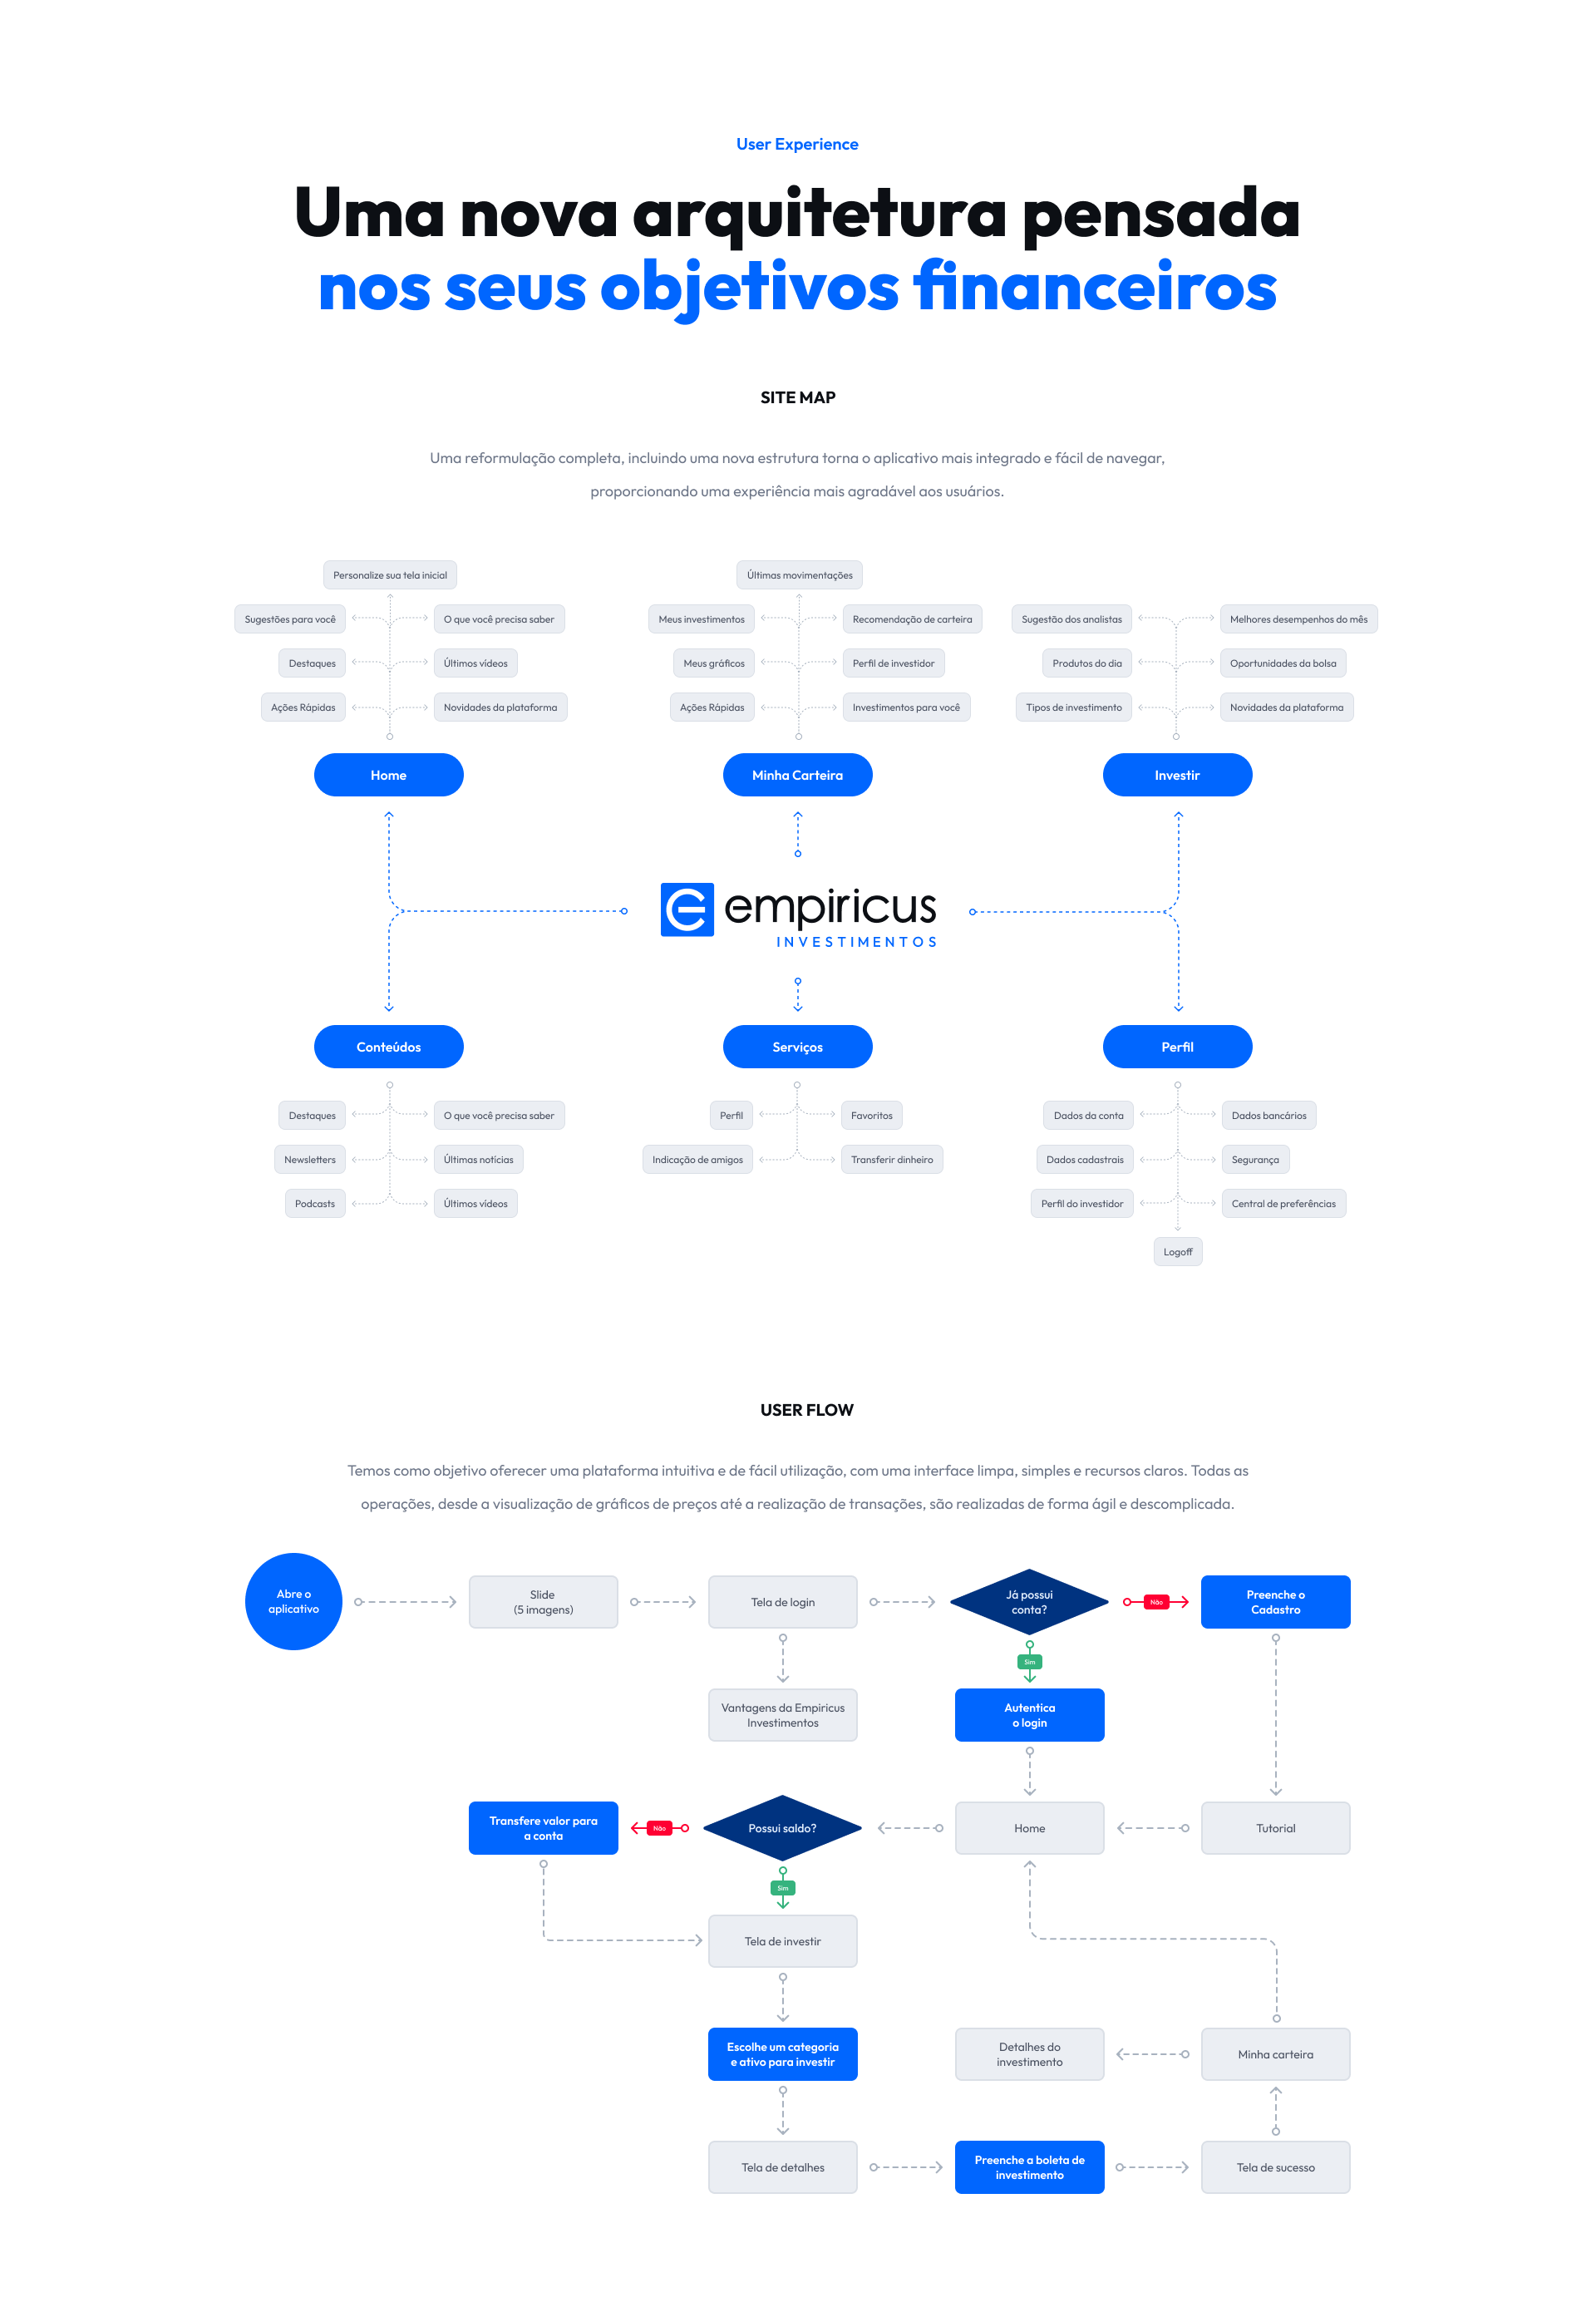 User Experience
Uma nova arquitetura pensada
nos seus objetivos financeiros
SITE MAP
Uma reformulação completa, incluindo uma nova estrutura torna o aplicativo mais integrado e fácil de navegar,
proporcionando uma experiência mais agradável aos usuários.
Personalize sua tela inicial
Sugestões para você
O que você precisa saber
Destaques
Últimos vídeos
Ações Rápidas
Novidades da plataforma
Home
Últimas movimentações
Meus investimentos
Recomendação de carteira
Meus gráficos
Perfil de investidor
Ações Rápidas
Investimentos para você
Minha Carteira
Sugestão dos analistas
Melhores desempenhos do mês
Produtos do dia
Oportunidades da bolsa
Tipos de investimento
Novidades da plataforma
Investir
empiricus
INVESTIMENTOS
Conteúdos
Destaques
O que você precisa saber
Newsletters
Últimas notícias
Podcasts
Últimos vídeos
Serviços
Perfil
Favoritos
Indicação de amigos
Transferir dinheiro
Perfil
Dados da conta
Dados bancários
Dados cadastrais
Segurança
Perfil do investidor
Central de preferências
Logoff
USER FLOW
Temos como objetivo oferecer uma plataforma intuitiva e de fácil utilização, com uma interface limpa, simples e recursos claros. Todas as
operações, desde a visualização de gráficos de preços até a realização de transações, são realizadas de forma ágil e descomplicada.
Abre o
aplicativo
Slide
(5 imagens)
Tela de login
Já possui
conta?
Não
Preenche o
Cadastro
Sim
Vantagens da Empiricus
Investimentos
Autentica
o login
Transfere valor para
a conta
Não
Possui saldo?
Home
Tutorial
Sim
Tela de investir
Escolhe um categoria
e ativo para investir
Detalhes do
investimento
Minha carteira
Tela de detalhes
Preenche a boleta de
investimento
Tela de sucesso